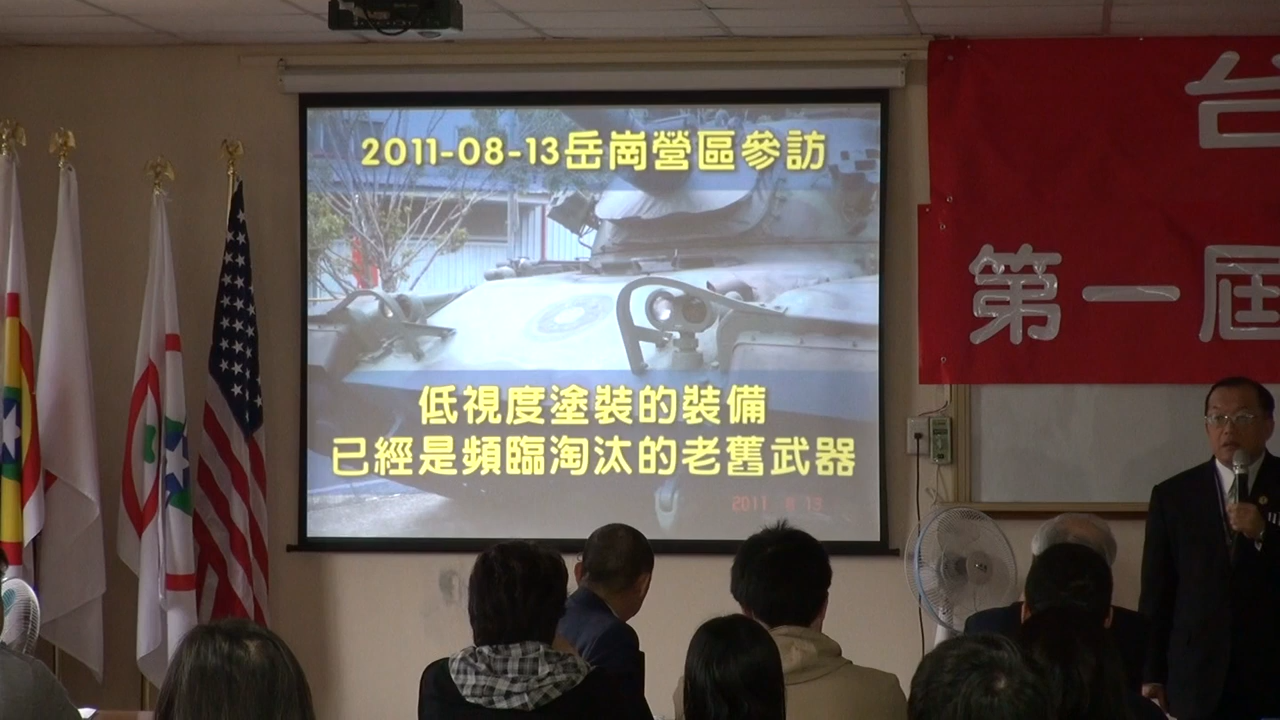 2011-08-13岳崗營區參訪
低視度塗裝的裝備
已經是頻臨淘汰的老舊武器
2011 8 13
台
第一屆